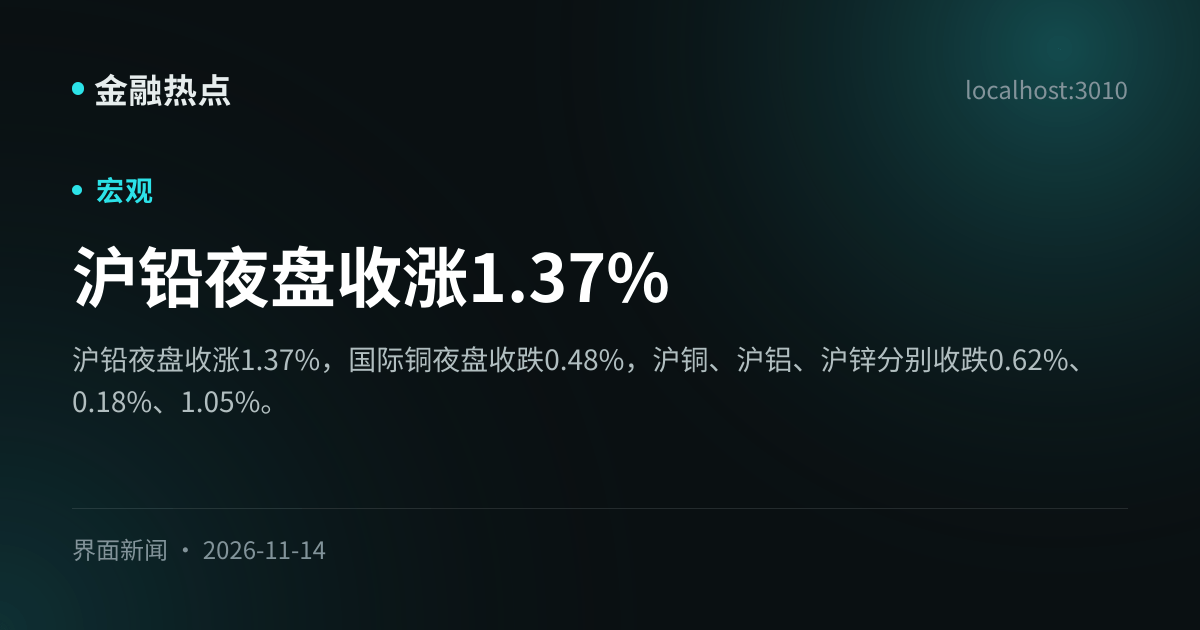 金融热点
localhost:3010
宏观
沪铅夜盘收涨1.37%
沪铅夜盘收涨1.37%，国际铜夜盘收跌0.48%，沪铜、沪铝、沪锌分别收跌0.62%、
0.18%、1.05%。
界面新闻 · 2026-11-14